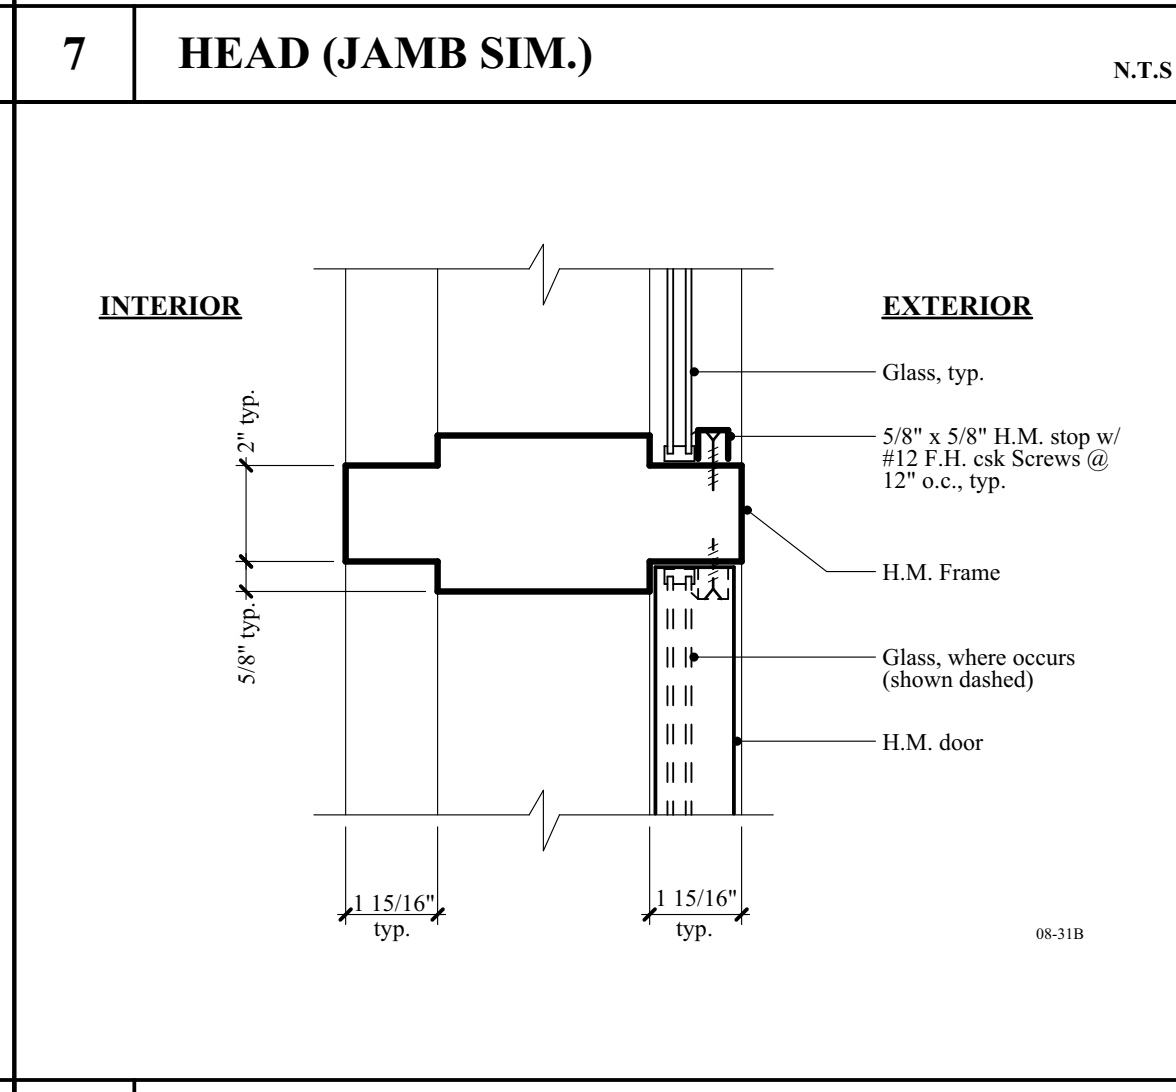 7
HEAD (JAMB SIM.)
N.T.S
INTERIOR
EXTERIOR
Glass, typ.
5/8" x 5/8" H.M. stop w/
#12 F.H. csk Screws @
12" o.c., typ.
H.M. Frame
Glass, where occurs
(shown dashed)
H.M. door
2" typ.
5/8" typ.
1 15/16"
typ.
1 15/16"
typ.
08-31B